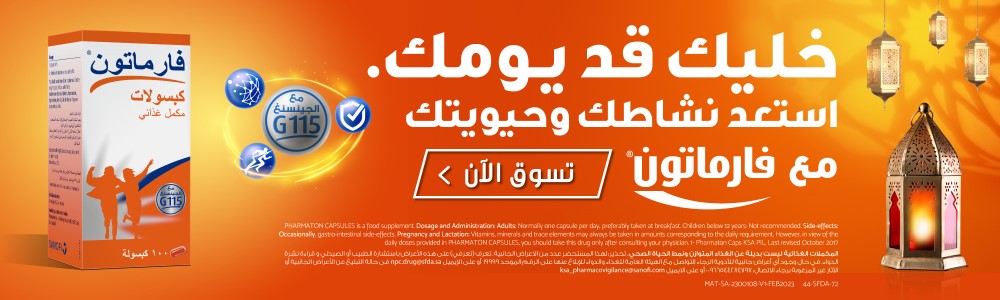 خليك قد يومك.
استعد نشاطك وحيويتك
مع فارماتون®
تسوق الآن >
فارماتون®
كبسولات
مكمل غذائي
مع
الجينسنغ
G115
مع
الجينسنغ
G115
SANOFI
١٠٠ كبسولة
PHARMATON CAPSULES is a food supplement. Dosage and Administration: Adults: Normally one capsule per day, preferably taken at breakfast. Children below 12 years: Not recommended. Side-effects:
Occasionally, gastro-intestinal side-effects. Pregnancy and Lactation: Vitamins, minerals and trace elements may always be taken in amounts corresponding to the daily requirement. However, in view of the
daily doses provided in PHARMATON CAPSULES, you should take this drug only after consulting your physician. 1- Pharmaton Caps KSA PIL, Last revised October 2017
المكملات الغذائية ليست بديلة عن الغذاء المتوازن ونمط الحياة الصحي.
ksa_pharmacovigilance@sanofi.com
MAT-SA-2300108-V1-FEB2023 44-SFDA-72